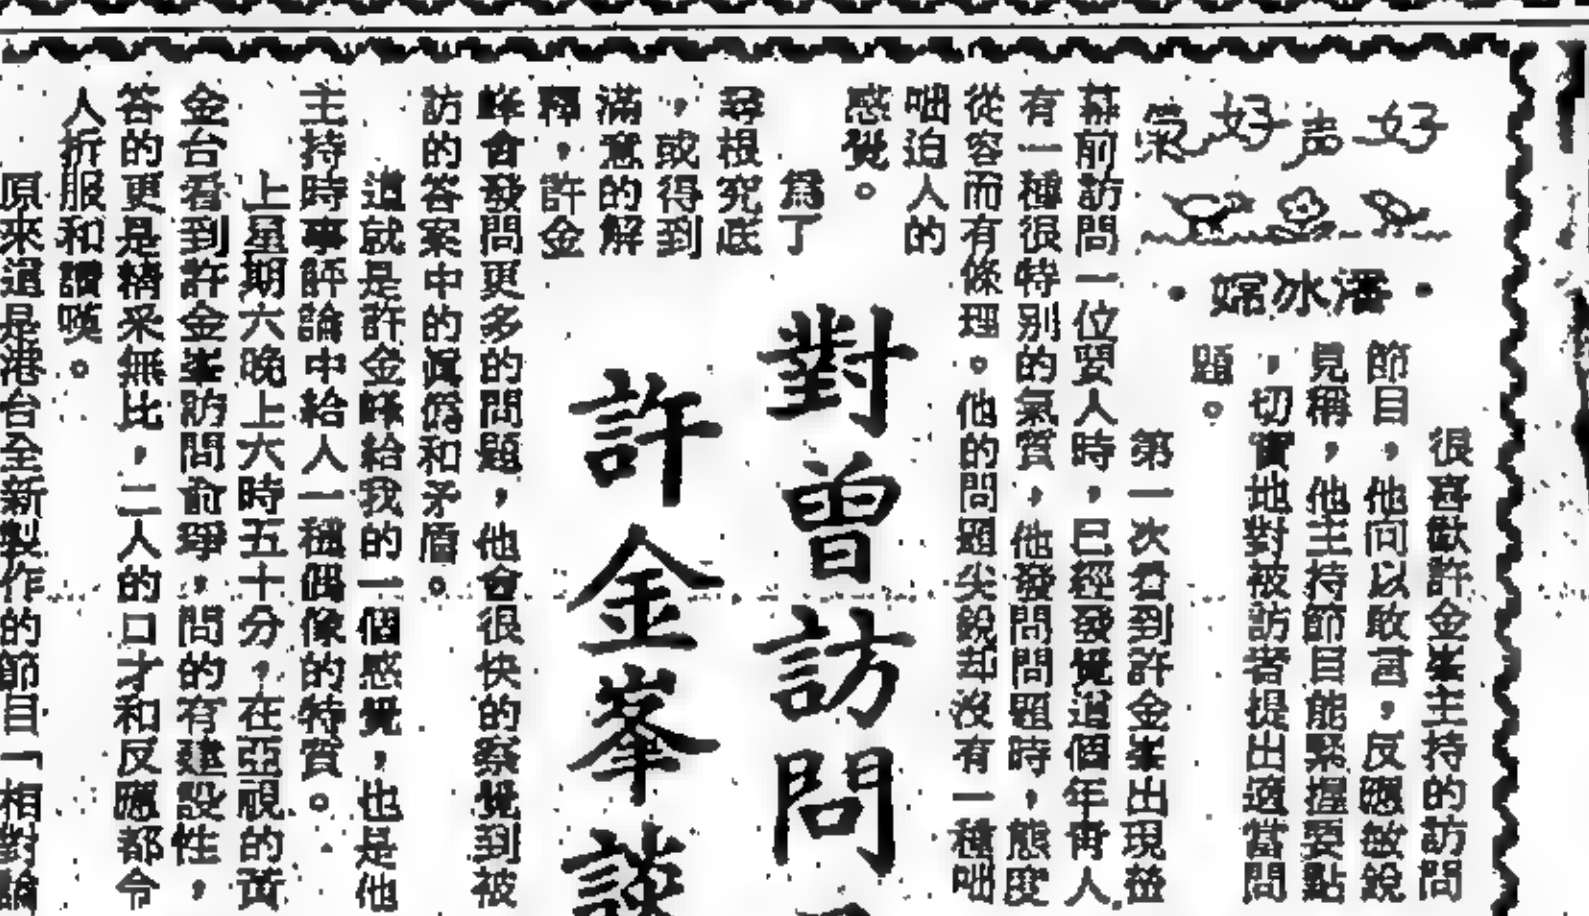 好声好
潘冰嫦
對曾訪問
許金峯談
很喜歡許金峯主持的訪問
節目，他向以敢言，反應敏銳
見稱，他主持節目能緊握要點
，切實地對被訪者提出適當問
題。
第一次看到許金峯出現並
幕前訪問一位要人時，已經發覺這個年青人
有一種很特別的氣質，他發問問題時，態度
從容而有條理。他的問題尖銳却没有一種咄
咄迫人的
感覺。
爲了
尋根究底
，或得到
滿意的解
釋，許金
峰會發問更多的問題，他會很快的察覺到被
訪的答案中的眞僞和矛盾。
這就是許金峰給我的一個感覺，也是他
主持時事評論中給人一種偶像的特質。
上星期六晚上六時五十分，在亞視的黃
金台看到許金峯訪問俞琤，問的有建設性，
答的更是精采無比，二人的口才和反應都令
人折服和讚嘆。
原來這是港台全新製作的節目「相對論